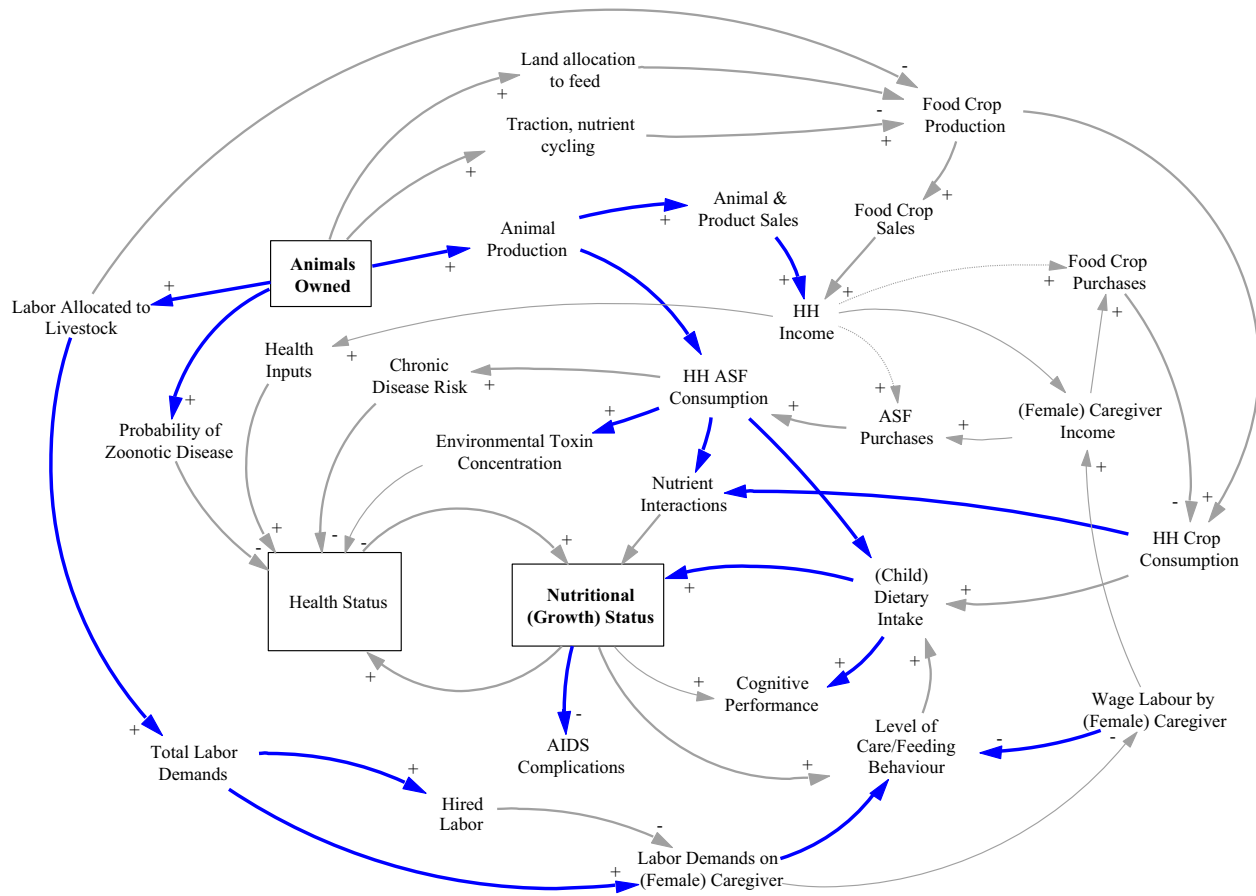 Land allocation
to feed
Food Crop
Production
Traction, nutrient
cycling
Animal &
Product Sales
Food Crop
Sales
Animal
Production
Animals
Owned
Food Crop
Purchases
Labor Allocated to
Livestock
HH
Income
Health
Inputs
Chronic
Disease Risk
HH ASF
Consumption
(Female) Caregiver
Income
ASF
Purchases
Probability of
Zoonotic Disease
Environmental Toxin
Concentration
Nutrient
Interactions
HH Crop
Consumption
Health Status
Nutritional
(Growth) Status
(Child)
Dietary
Intake
Cognitive
Performance
Wage Labour by
(Female) Caregiver
Level of
Care/Feeding
Behaviour
Total Labor
Demands
AIDS
Complications
Hired
Labor
Labor Demands on
(Female) Caregiver